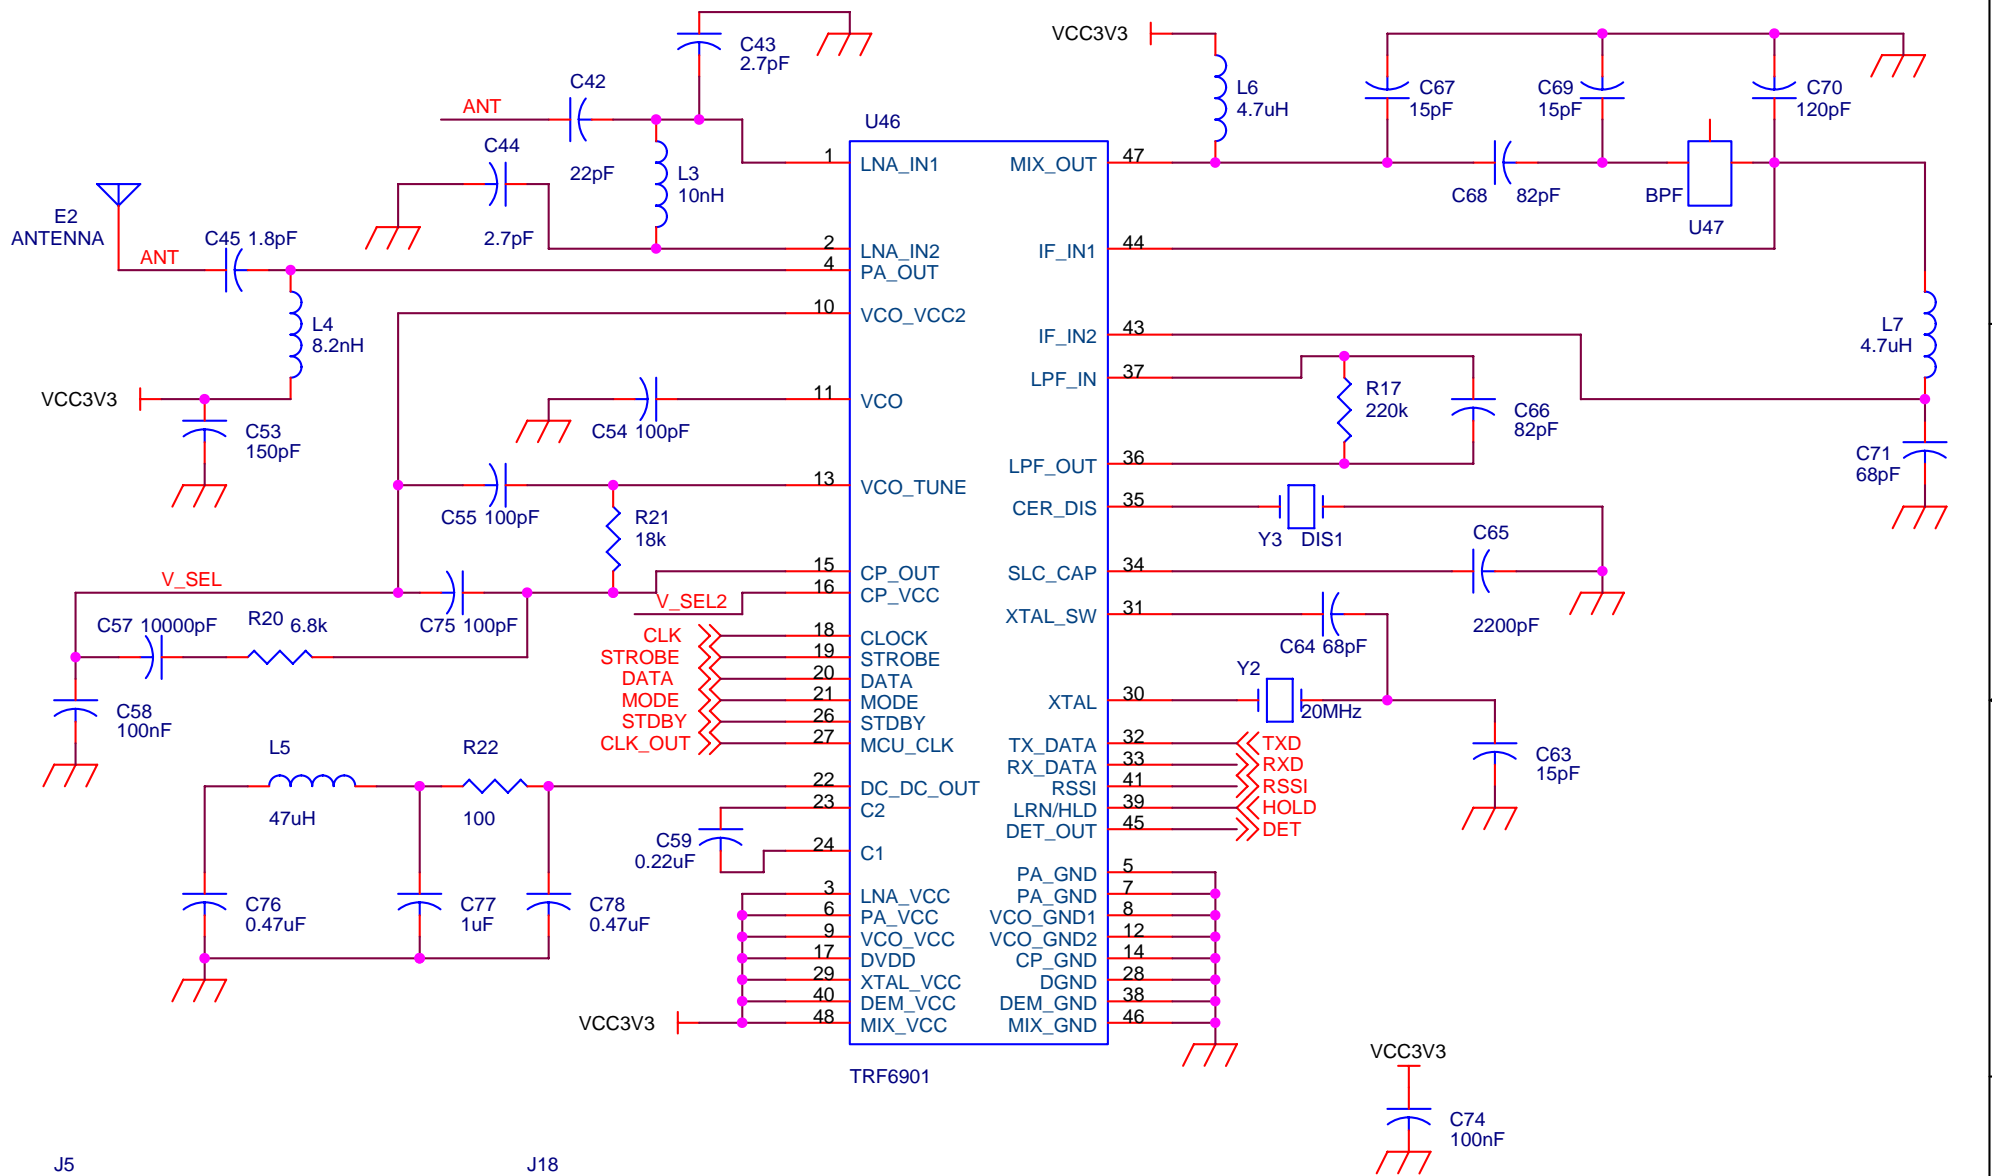 C43
2.7pF
VCC3V3
L6
4.7uH
C67
15pF
C69
15pF
C70
120pF
C42
22pF
ANT
C44
2.7pF
L3
10nH
U46
E2
ANTENNA
ANT
C45 1.8pF
L4
8.2nH
VCC3V3
C53
150pF
C54 100pF
C55 100pF
R21
18k
V_SEL
C57 10000pF
R20 6.8k
C75 100pF
V_SEL2
C58
100nF
CLK
STROBE
DATA
MODE
STDBY
CLK_OUT
L5
47uH
R22
100
C59
0.22uF
C76
0.47uF
C77
1uF
C78
0.47uF
VCC3V3
1 LNA_IN1
2 LNA_IN2
4 PA_OUT
10 VCO_VCC2
11 VCO
13 VCO_TUNE
15 CP_OUT
16 CP_VCC
18 CLOCK
19 STROBE
20 DATA
21 MODE
26 STDBY
27 MCU_CLK
22 DC_DC_OUT
23 C2
24 C1
3 LNA_VCC
6 PA_VCC
9 VCO_VCC
17 DVDD
29 XTAL_VCC
40 DEM_VCC
48 MIX_VCC
MIX_OUT 47
IF_IN1 44
IF_IN2 43
LPF_IN 37
LPF_OUT 36
CER_DIS 35
SLC_CAP 34
XTAL_SW 31
XTAL 30
TX_DATA 32
RX_DATA 33
RSSI 41
LRN/HLD 39
DET_OUT 45
PA_GND 5
PA_GND 7
VCO_GND1 8
VCO_GND2 12
CP_GND 14
DGND 28
DEM_GND 38
MIX_GND 46
TRF6901
C68 82pF
BPF
U47
L7
4.7uH
R17
220k
C66
82pF
C71
68pF
Y3 DIS1
C65
2200pF
C64 68pF
Y2
20MHz
C63
15pF
TXD
RXD
RSSI
HOLD
DET
VCC3V3
C74
100nF
J5
J18